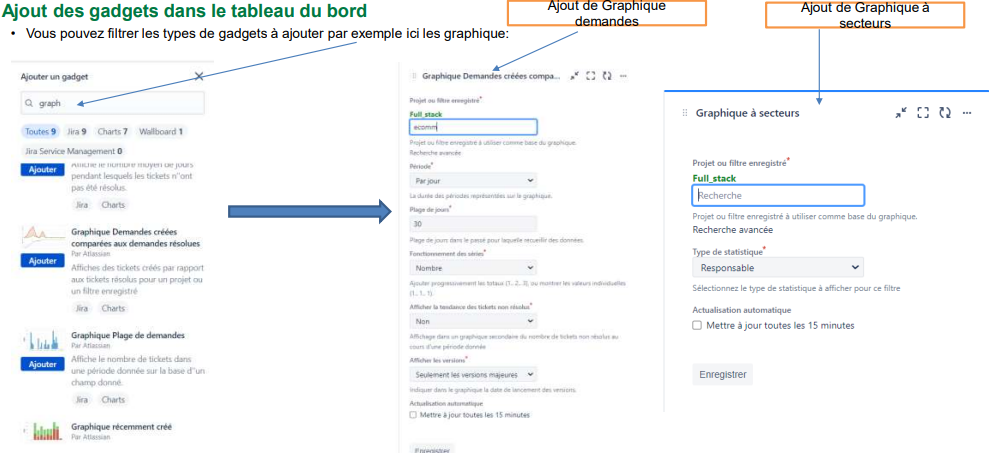 Ajout des gadgets dans le tableau du bord
• Vous pouvez filtrer les types de gadgets à ajouter par exemple ici les graphique:
Ajout de Graphique
demandes
Ajout de Graphique à
secteurs
Ajouter un gadget
graph
Toutes 9
Jira 9
Charts 7
Wallboard 1
Jira Service Management 0
Ajouter
Affiche le nombre moyen de jours
pendant lesquels les tickets n''ont
pas été résolus.
Jira
Charts
Graphique Demandes créées
comparées aux demandes résolues
Par Atlassian
Ajouter
Affiches des tickets créés par rapport
aux tickets résolus pour un projet ou
un filtre enregistré
Jira
Charts
Graphique Plage de demandes
Par Atlassian
Ajouter
Affiche le nombre de tickets dans
une période donnée sur la base d''un
champ donné.
Jira
Charts
Graphique récemment créé
Par Atlassian
Graphique Demandes créées compa...
Projet ou filtre enregistré*
Full_stack
ecomm
Projet ou filtre enregistré à utiliser comme base du graphique.
Recherche avancée
Période*
Par jour
La durée des périodes représentées sur le graphique.
Plage de jours*
30
Plage de jours dans le passé pour laquelle recueillir des données.
Fonctionnement des séries*
Nombre
Ajouter progressivement les totaux (1.. 2.. 3), ou montrer les valeurs individuelles
(1.. 1.. 1).
Afficher la tendance des tickets non résolus*
Non
Affichage dans un graphique secondaire du nombre de tickets non résolus au
cours d'une période donnée
Afficher les versions*
Seulement les versions majeures
Indiquer dans le graphique la date de lancement des versions.
Actualisation automatique
Mettre à jour toutes les 15 minutes
Enregistrer
Graphique à secteurs
Projet ou filtre enregistré*
Full_stack
Recherche
Projet ou filtre enregistré à utiliser comme base du graphique.
Recherche avancée
Type de statistique*
Responsable
Sélectionnez le type de statistique à afficher pour ce filtre
Actualisation automatique
Mettre à jour toutes les 15 minutes
Enregistrer